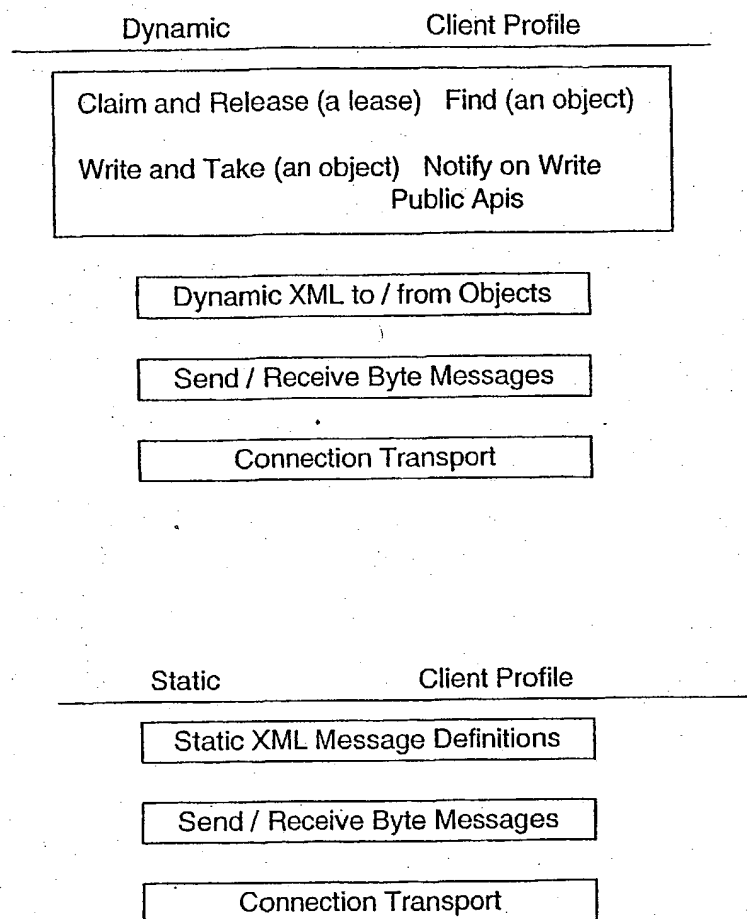 Dynamic Client Profile
Claim and Release (a lease) Find (an object)
Write and Take (an object) Notify on Write
Public Apis
Dynamic XML to / from Objects
Send / Receive Byte Messages
Connection Transport
Static Client Profile
Static XML Message Definitions
Send / Receive Byte Messages
Connection Transport